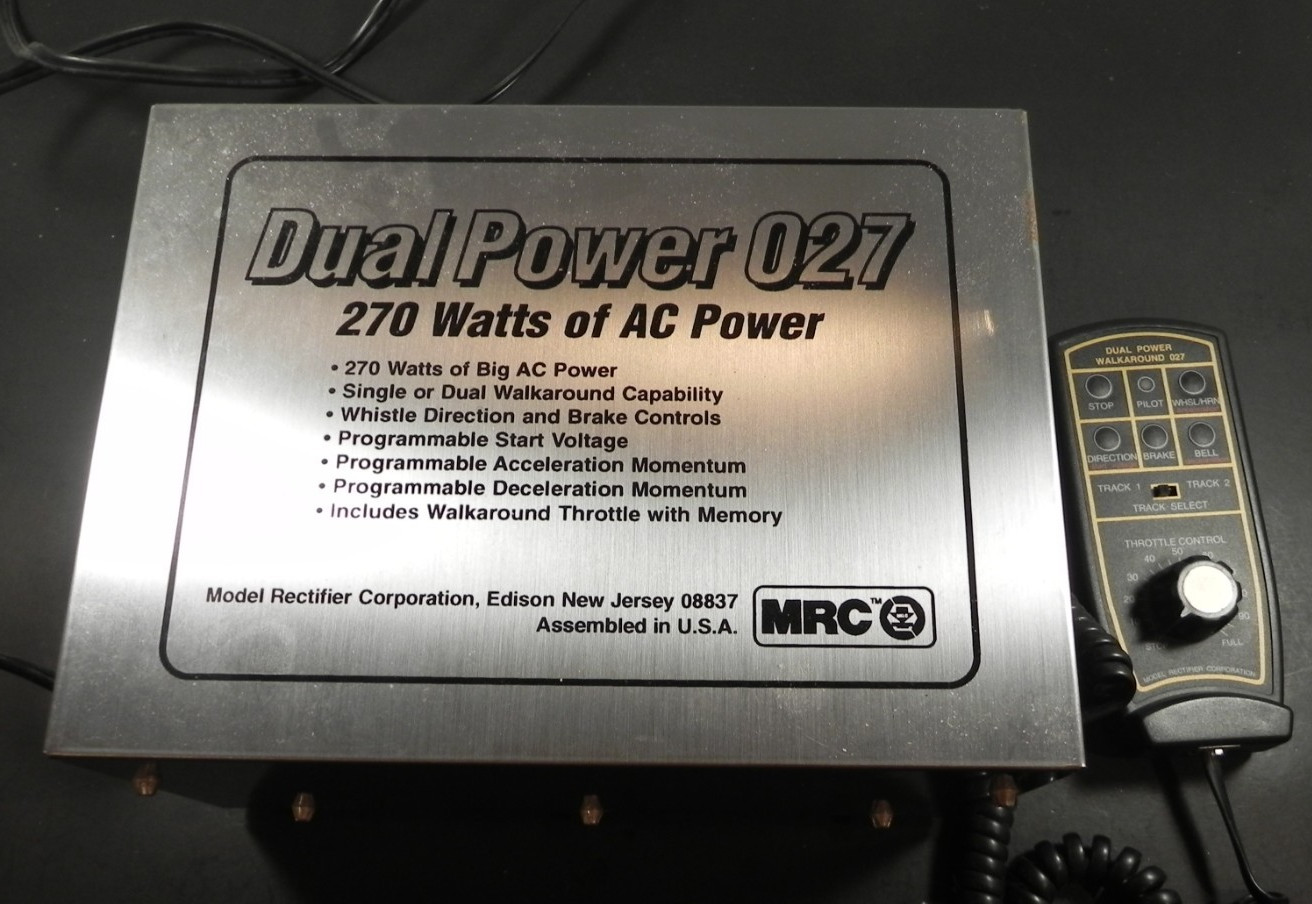 Dual Power 027
270 Watts of AC Power
• 270 Watts of Big AC Power
• Single or Dual Walkaround Capability
• Whistle Direction and Brake Controls
• Programmable Start Voltage
• Programmable Acceleration Momentum
• Programmable Deceleration Momentum
• Includes Walkaround Throttle with Memory
Model Rectifier Corporation, Edison New Jersey 08837
Assembled in U.S.A.
MRC™
DUAL POWER
WALKAROUND 027
STOP PILOT WHSL/HRN
DIRECTION BRAKE BELL
TRACK 1 TRACK 2
TRACK SELECT
THROTTLE CONTROL
50
40
30
90
FULL
MODEL RECTIFIER CORPORATION